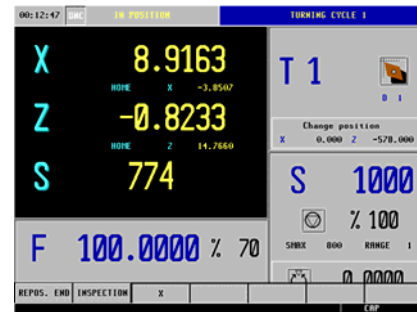 00:12:47 DNC IN POSITION TURNING CYCLE 1
X 8.9163
HOME X -3.8507
Z -0.8233
HOME Z 14.7660
S 774
F 100.0000 % 70
T 1
D 1
Change position
X 0.000 Z -578.000
S 1000
% 100
SMAX 800 RANGE 1
0.0000
REPOS. END INSPECTION X
CAP